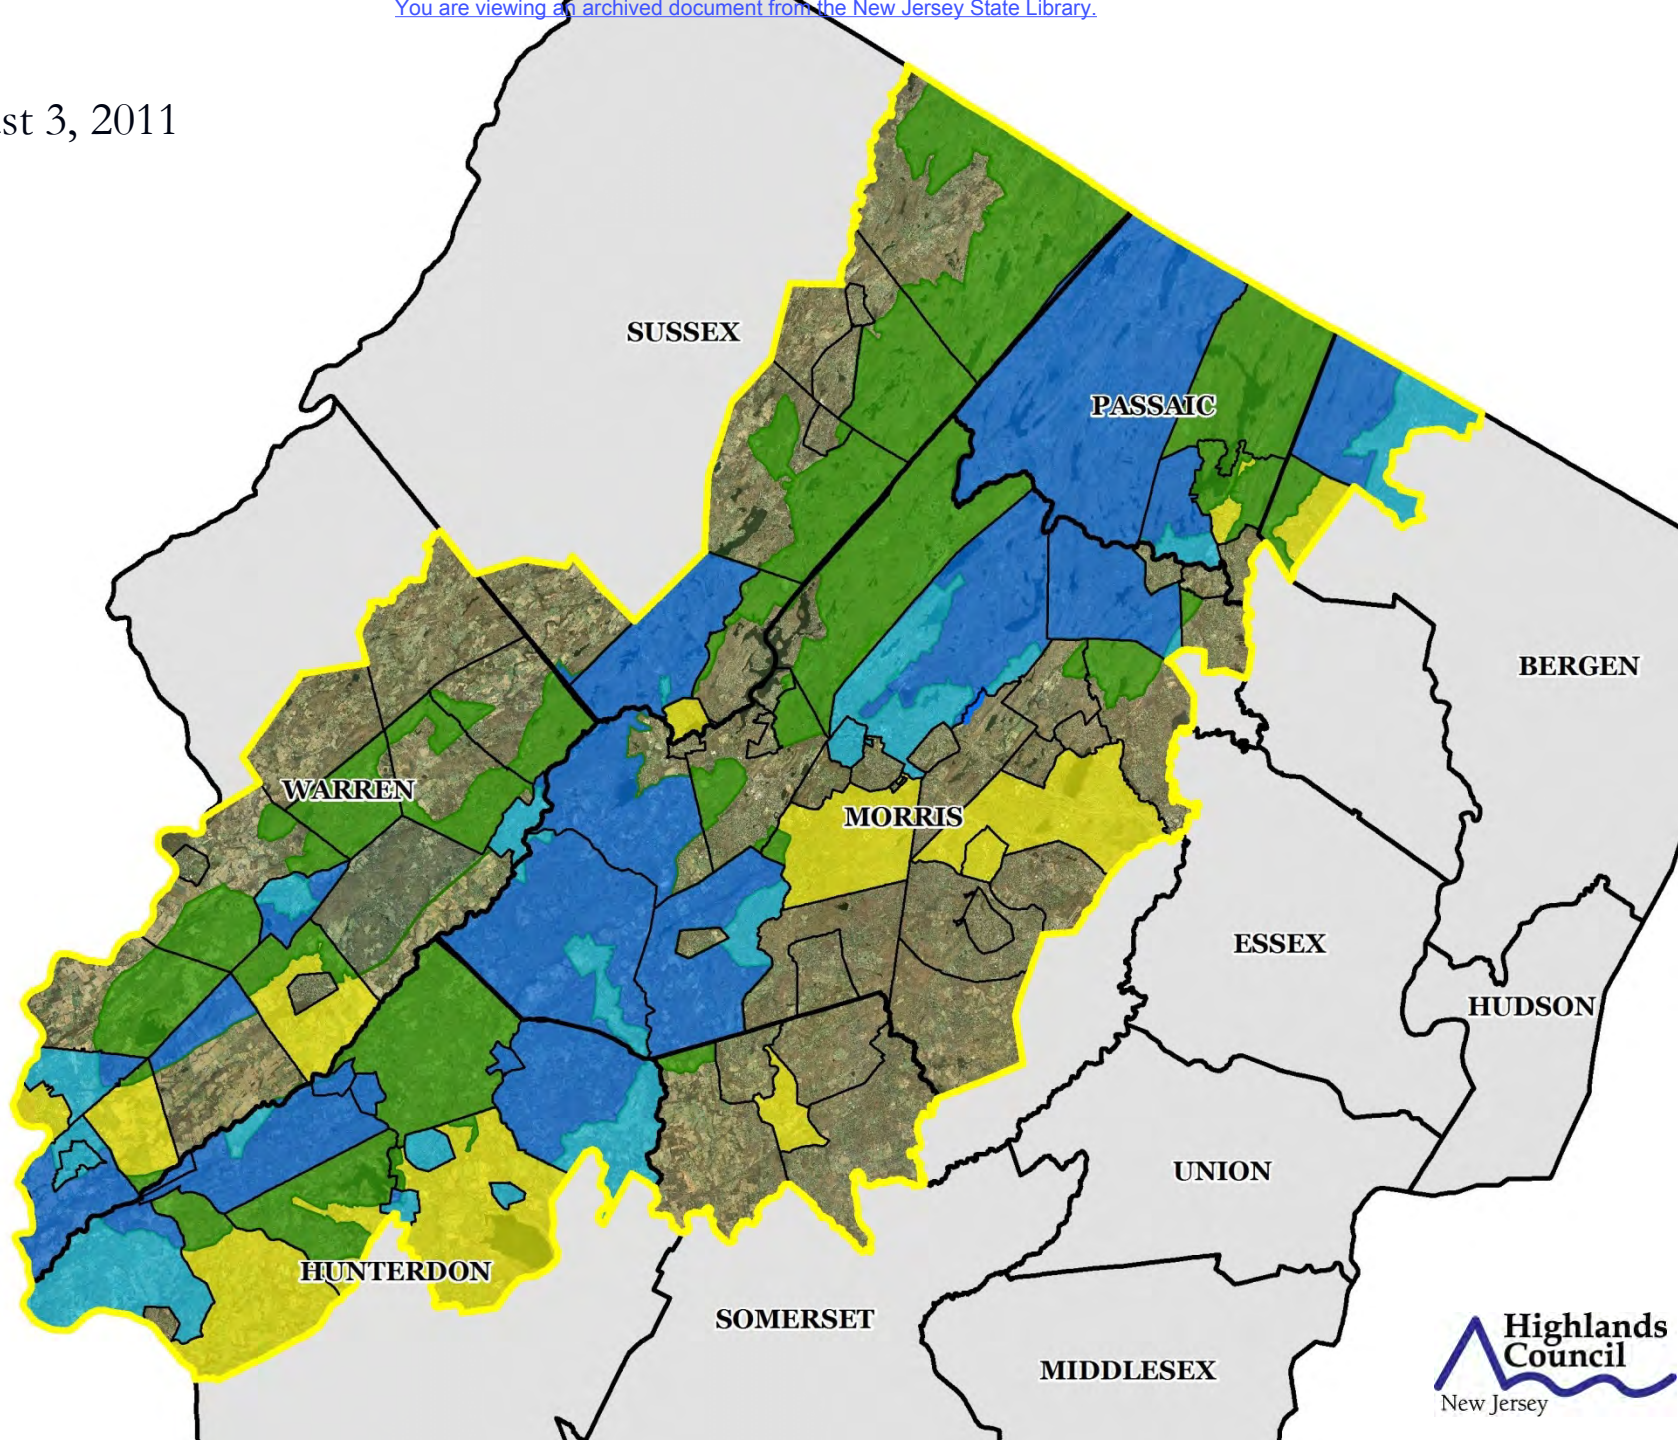 You are viewing an archived document from the New Jersey State Library.
st 3, 2011
SUSSEX
PASSAIC
BERGEN
WARREN
MORRIS
ESSEX
HUDSON
UNION
HUNTERDON
SOMERSET
MIDDLESEX
Highlands
Council
New Jersey